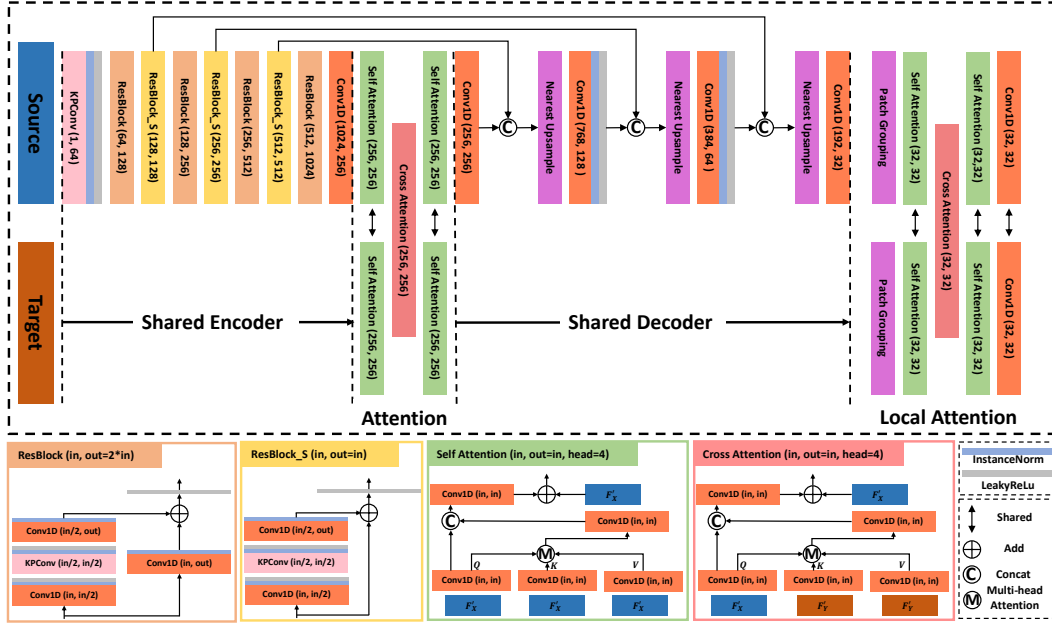 Source
KPConv (1, 64)
ResBlock (64, 128)
ResBlock_S (128, 128)
ResBlock (128, 256)
ResBlock_S (256, 256)
ResBlock (256, 512)
ResBlock_S (512, 512)
ResBlock (512, 1024)
Conv1D (1024, 256)
Self Attention (256, 256)
Cross Attention (256, 256)
Self Attention (256, 256)
Conv1D (256, 256)
C
Nearest Upsample
Conv1D (768, 128)
C
Nearest Upsample
Conv1D (384, 64)
C
Nearest Upsample
Conv1D (192, 32)
Patch Grouping
Self Attention (32, 32)
Cross Attention (32, 32)
Self Attention (32,32)
Conv1D (32, 32)
Target
Shared Encoder
Self Attention (256, 256)
Self Attention (256, 256)
Shared Decoder
Patch Grouping
Self Attention (32, 32)
Self Attention (32, 32)
Conv1D (32, 32)
Attention
Local Attention
ResBlock (in, out=2*in)
Conv1D (in/2, out)
KPConv (in/2, in/2)
Conv1D (in, out)
Conv1D (in, in/2)
ResBlock_S (in, out=in)
Conv1D (in/2, out)
KPConv (in/2, in/2)
Conv1D (in, in/2)
Self Attention (in, out=in, head=4)
Conv1D (in, in)
F'X
C
Conv1D (in, in)
Q
M
K
V
Conv1D (in, in)
Conv1D (in, in)
Conv1D (in, in)
F'X
F'X
F'X
Cross Attention (in, out=in, head=4)
Conv1D (in, in)
F'X
C
Conv1D (in, in)
Q
M
K
V
Conv1D (in, in)
Conv1D (in, in)
Conv1D (in, in)
F'X
F'Y
F'Y
InstanceNorm
LeakyReLu
Shared
Add
C
Concat
M
Multi-head
Attention